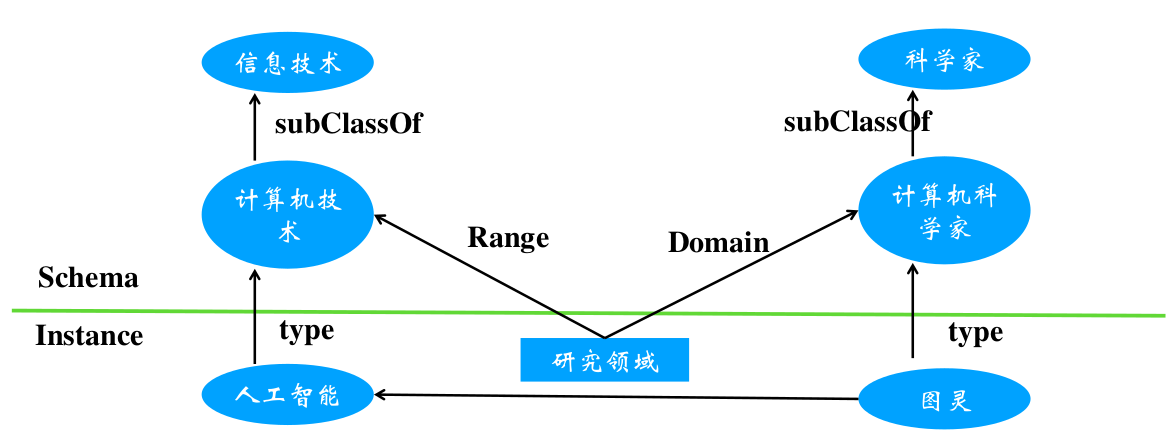 信息技术
科学家
subClassOf
subClassOf
计算机技
术
计算机科
学家
Range
Domain
Schema
Instance
type
type
研究领域
人工智能
图灵